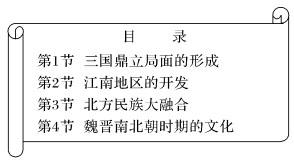 目 录
第1节 三国鼎立局面的形成
第2节 江南地区的开发
第3节 北方民族大融合
第4节 魏晋南北朝时期的文化